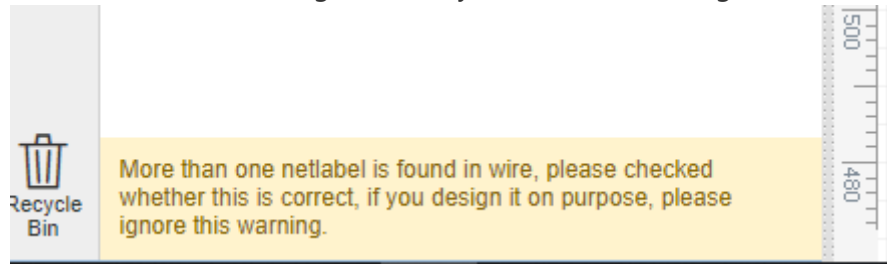 500
More than one netlabel is found in wire, please checked
whether this is correct, if you design it on purpose, please
ignore this warning.
480
Recycle
Bin